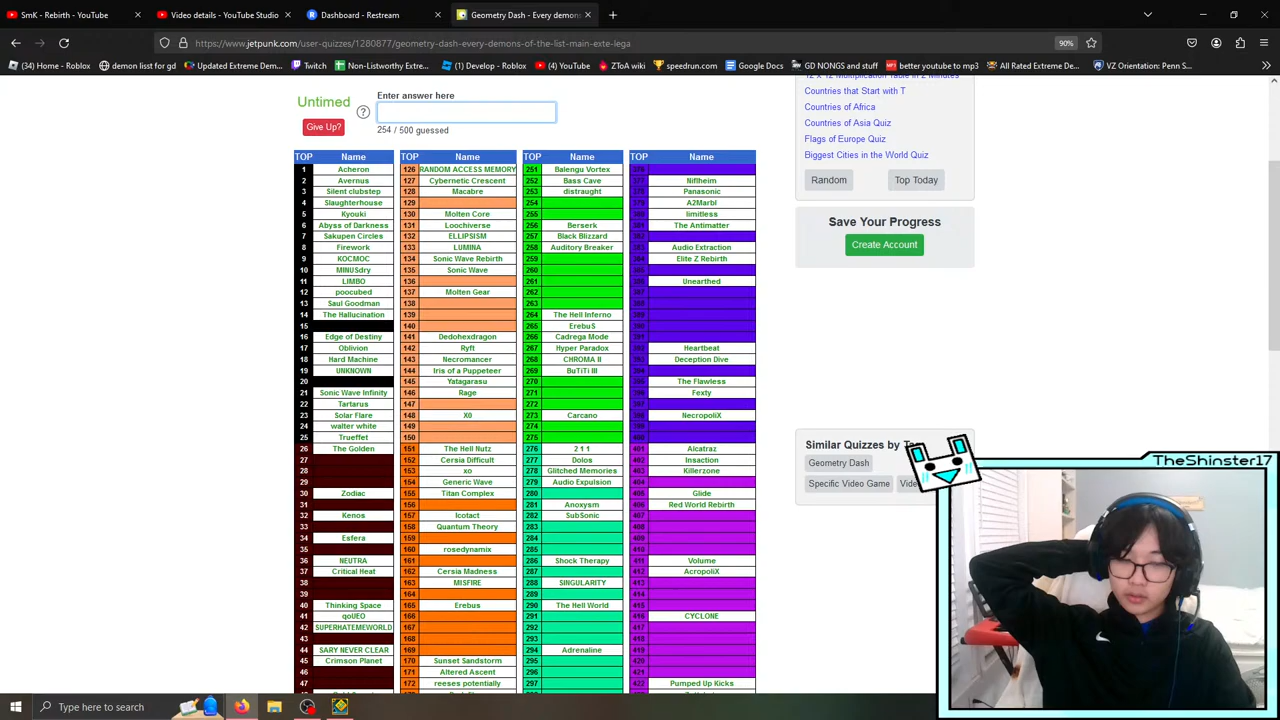 SmK - Rebirth - YouTube
Video details - YouTube Studio
Dashboard - Restream
Geometry Dash - Every demons
https://www.jetpunk.com/user-quizzes/1280877/geometry-dash-every-demons-of-the-list-main-exte-lega
90%
(34) Home - Roblox
demon lisst for gd
Updated Extreme Dem...
Twitch
Non-Listworthy Extre...
(1) Develop - Roblox
(4) YouTube
ZToA wiki
speedrun.com
Google Docs
GD NONGS and stuff
better youtube to mp3
All Rated Extreme D...
VZ Orientation: Penn S...
Untimed
Enter answer here
Give Up?
254 / 500 guessed
12 x 12 Multiplication Table in 2 Minutes
Countries that Start with T
Countries of Africa
Countries of Asia Quiz
Flags of Europe Quiz
Biggest Cities in the World Quiz
Random
Top Today
Save Your Progress
Create Account
Similar Quizzes by T
Geometry Dash
Specific Video Game
TheShinster17
TOP Name
1 Acheron
2 Avernus
3 Silent clubstep
4 Slaughterhouse
5 Kyouki
6 Abyss of Darkness
7 Sakupen Circles
8 Firework
9 KOCMOC
10 MINUSdry
11 LIMBO
12 poocubed
13 Saul Goodman
14 The Hallucination
15
16 Edge of Destiny
17 Oblivion
18 Hard Machine
19 UNKNOWN
20
21 Sonic Wave Infinity
22 Tartarus
23 Solar Flare
24 walter white
25 Trueffet
26 The Golden
27
28
29
30 Zodiac
31
32 Kenos
33
34 Esfera
35
36 NEUTRA
37 Critical Heat
38
39
40 Thinking Space
41 qoUEO
42 SUPERHATEMEWORLD
43
44 SARY NEVER CLEAR
45 Crimson Planet
46
47
TOP Name
126 RANDOM ACCESS MEMORY
127 Cybernetic Crescent
128 Macabre
129
130 Molten Core
131 Loochiverse
132 ELLIPSISM
133 LUMINA
134 Sonic Wave Rebirth
135 Sonic Wave
136
137 Molten Gear
138
139
140
141 Dedohexdragon
142 Ryft
143 Necromancer
144 Iris of a Puppeteer
145 Yatagarasu
146 Rage
147
148 X0
149
150
151 The Hell Nutz
152 Cersia Difficult
153 xo
154 Generic Wave
155 Titan Complex
156
157 Icotact
158 Quantum Theory
159
160 rosedynamix
161
162 Cersia Madness
163 MISFIRE
164
165 Erebus
166
167
168
169
170 Sunset Sandstorm
171 Altered Ascent
172 reeses potentially
TOP Name
251 Balengu Vortex
252 Bass Cave
253 distraught
254
255
256 Berserk
257 Black Blizzard
258 Auditory Breaker
259
260
261
262
263
264 The Hell Inferno
265 ErebuS
266 Cadrega Mode
267 Hyper Paradox
268 CHROMA II
269 BuTiTi III
270
271
272
273 Carcano
274
275
276 2 1 1
277 Dolos
278 Glitched Memories
279 Audio Expulsion
280
281 Anoxysm
282 SubSonic
283
284
285
286 Shock Therapy
287
288 SINGULARITY
289
290 The Hell World
291
292
293
294 Adrenaline
295
296
297
TOP Name
376
377 Niflheim
378 Panasonic
379 A2Marbl
380 limitless
381 The Antimatter
382
383 Audio Extraction
384 Elite Z Rebirth
385
386 Unearthed
387
388
389
390
391
392 Heartbeat
393 Deception Dive
394
395 The Flawless
396 Fexty
397
398 NecropoliX
399
400
401 Alcatraz
402 Insaction
403 Killerzone
404
405 Glide
406 Red World Rebirth
407
408
409
410
411 Volume
412 AcropoliX
413
414
415
416 CYCLONE
417
418
419
420
421
422 Pumped Up Kicks
Type here to search